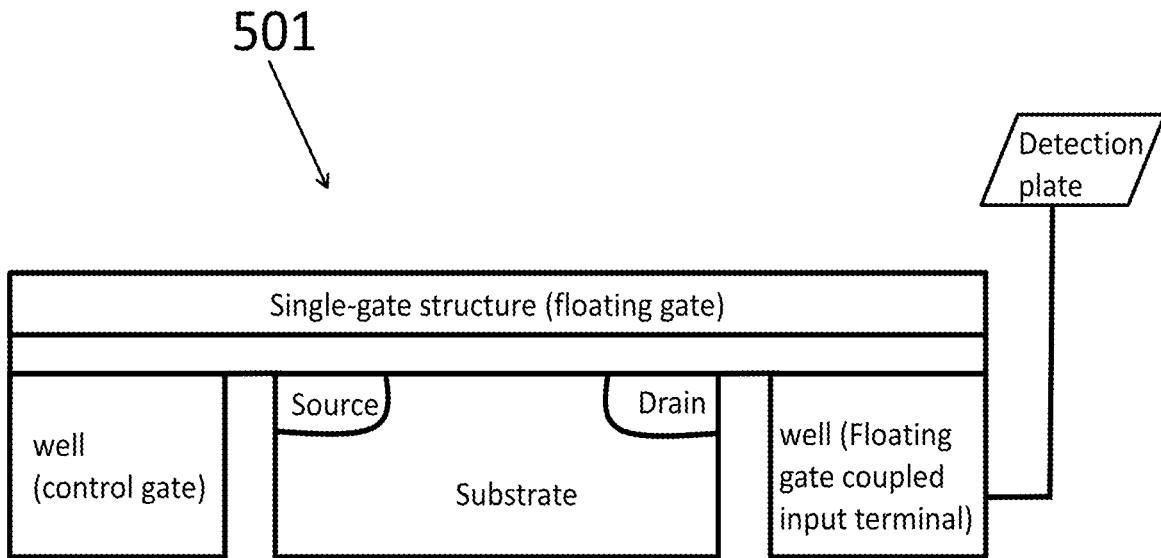 501
Detection
plate
Single-gate structure (floating gate)
Source
Drain
well
(control gate)
Substrate
well (Floating
gate coupled
input terminal)